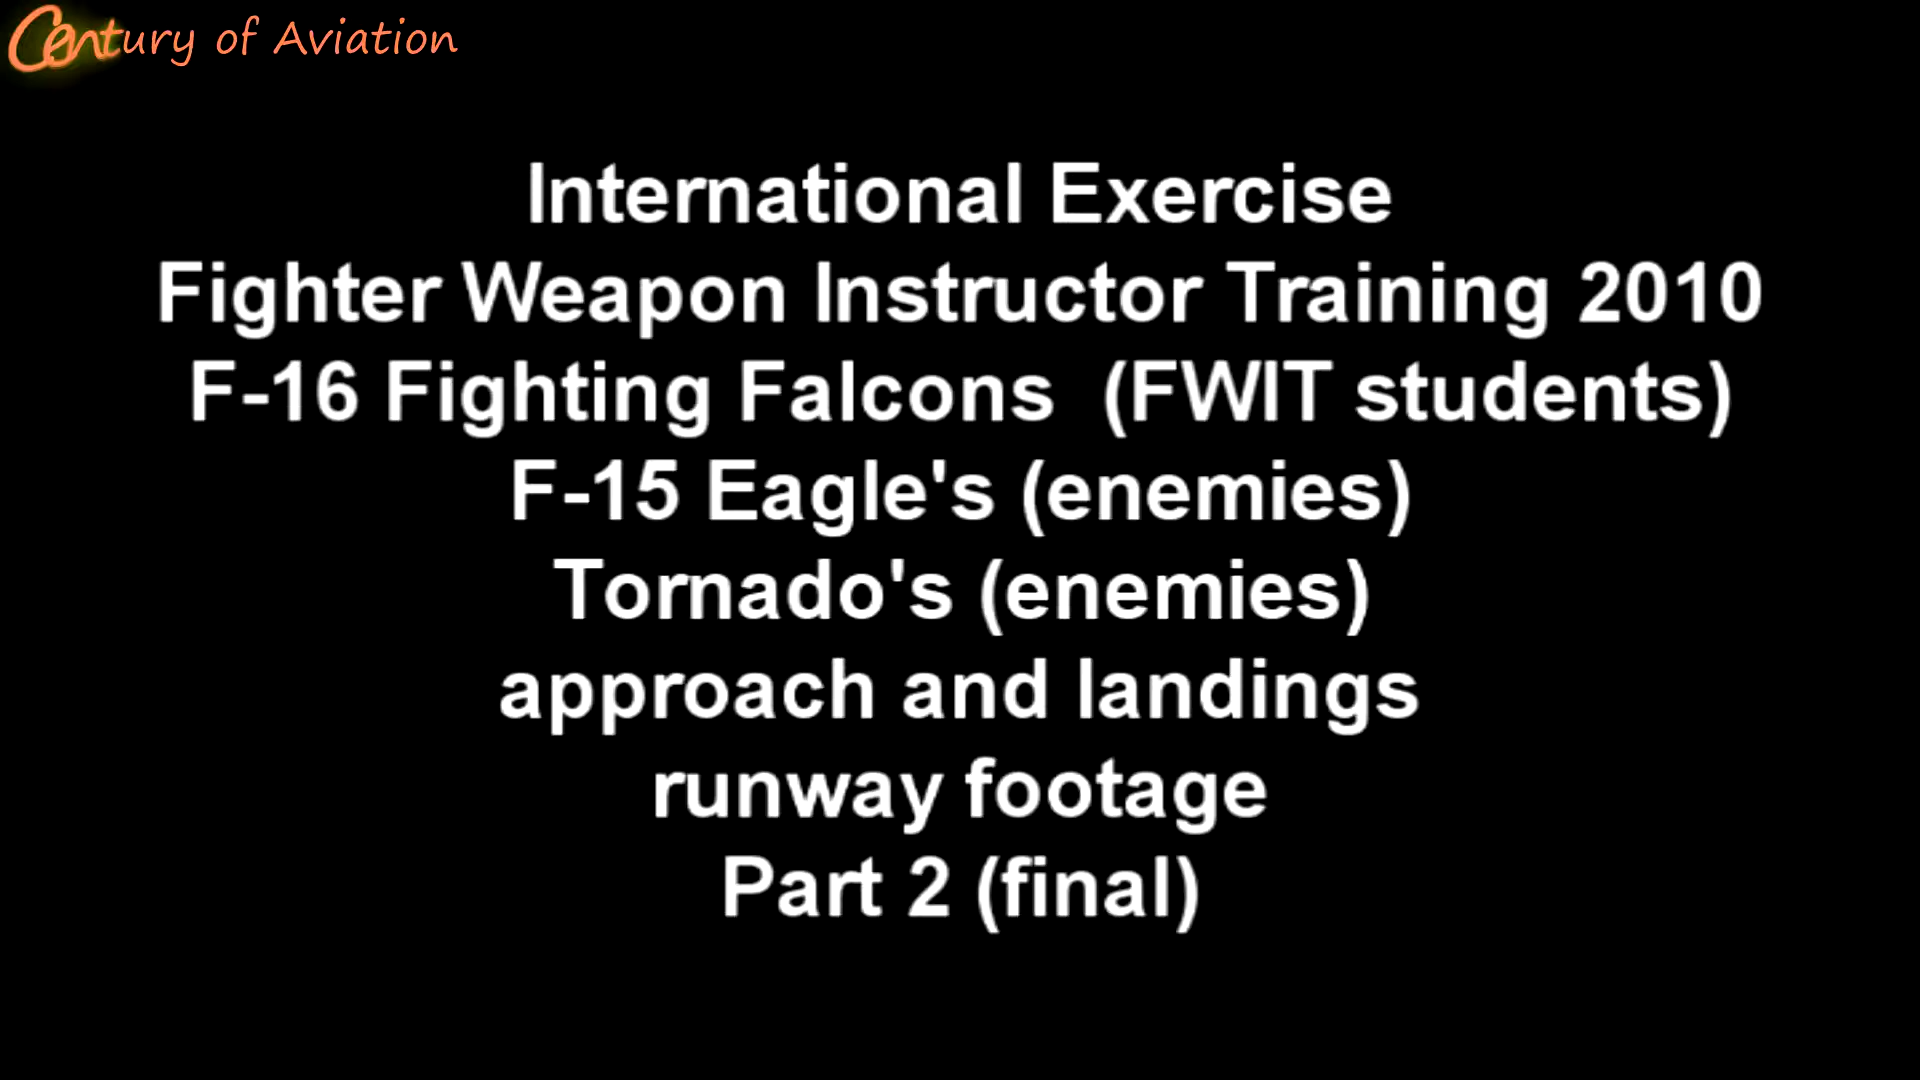 Century of Aviation
International Exercise
Fighter Weapon Instructor Training 2010
F-16 Fighting Falcons  (FWIT students)
F-15 Eagle's (enemies)
Tornado's (enemies)
approach and landings
runway footage
Part 2 (final)